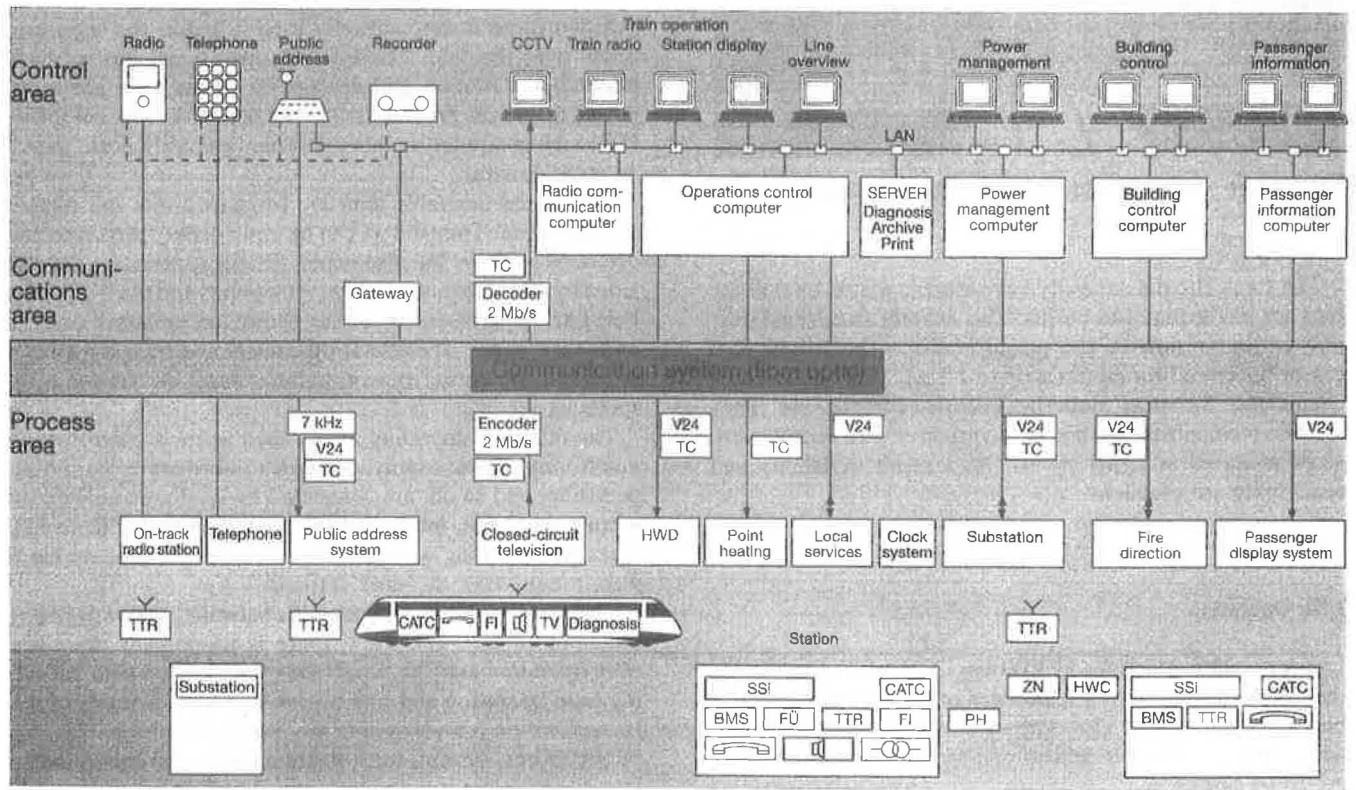 Train operation
Radio Telephone Public address Recorder CCTV Train radio Station display Line overview Power management Building control Passenger information
Control
area
LAN
Radio com-
munication
computer
Operations control
computer
SERVER
Diagnosis
Archive
Print
Power
management
computer
Building
control
computer
Passenger
information
computer
Communi-
cations
area
Gateway
TC
Decoder
2 Mb/s
Communication system
Process
area
7 kHz
V24
TC
Encoder
2 Mb/s
TC
V24
TC
TC
V24
V24
TC
V24
TC
V24
On-track
radio station
Telephone
Public address
system
Closed-circuit
television
HWD
Point
heating
Local
services
Clock
system
Substation
Fire
direction
Passenger
display system
TTR
TTR
CATC FI TV Diagnosis
TTR
Station
Substation
SSI CATC
BMS FÜ TTR FI
PH
ZN HWC
SSI CATC
BMS TTR